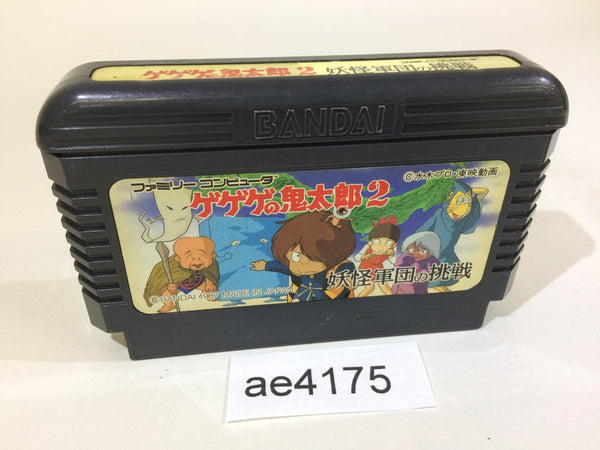 ゲゲゲの鬼太郎2 妖怪軍団の挑戦
BANDAI
ファミリーコンピュータ
©水木プロ・東映動画
ゲゲゲの鬼太郎2
妖怪軍団の挑戦
©BANDAI 1987 MADE IN JAPAN
ae4175